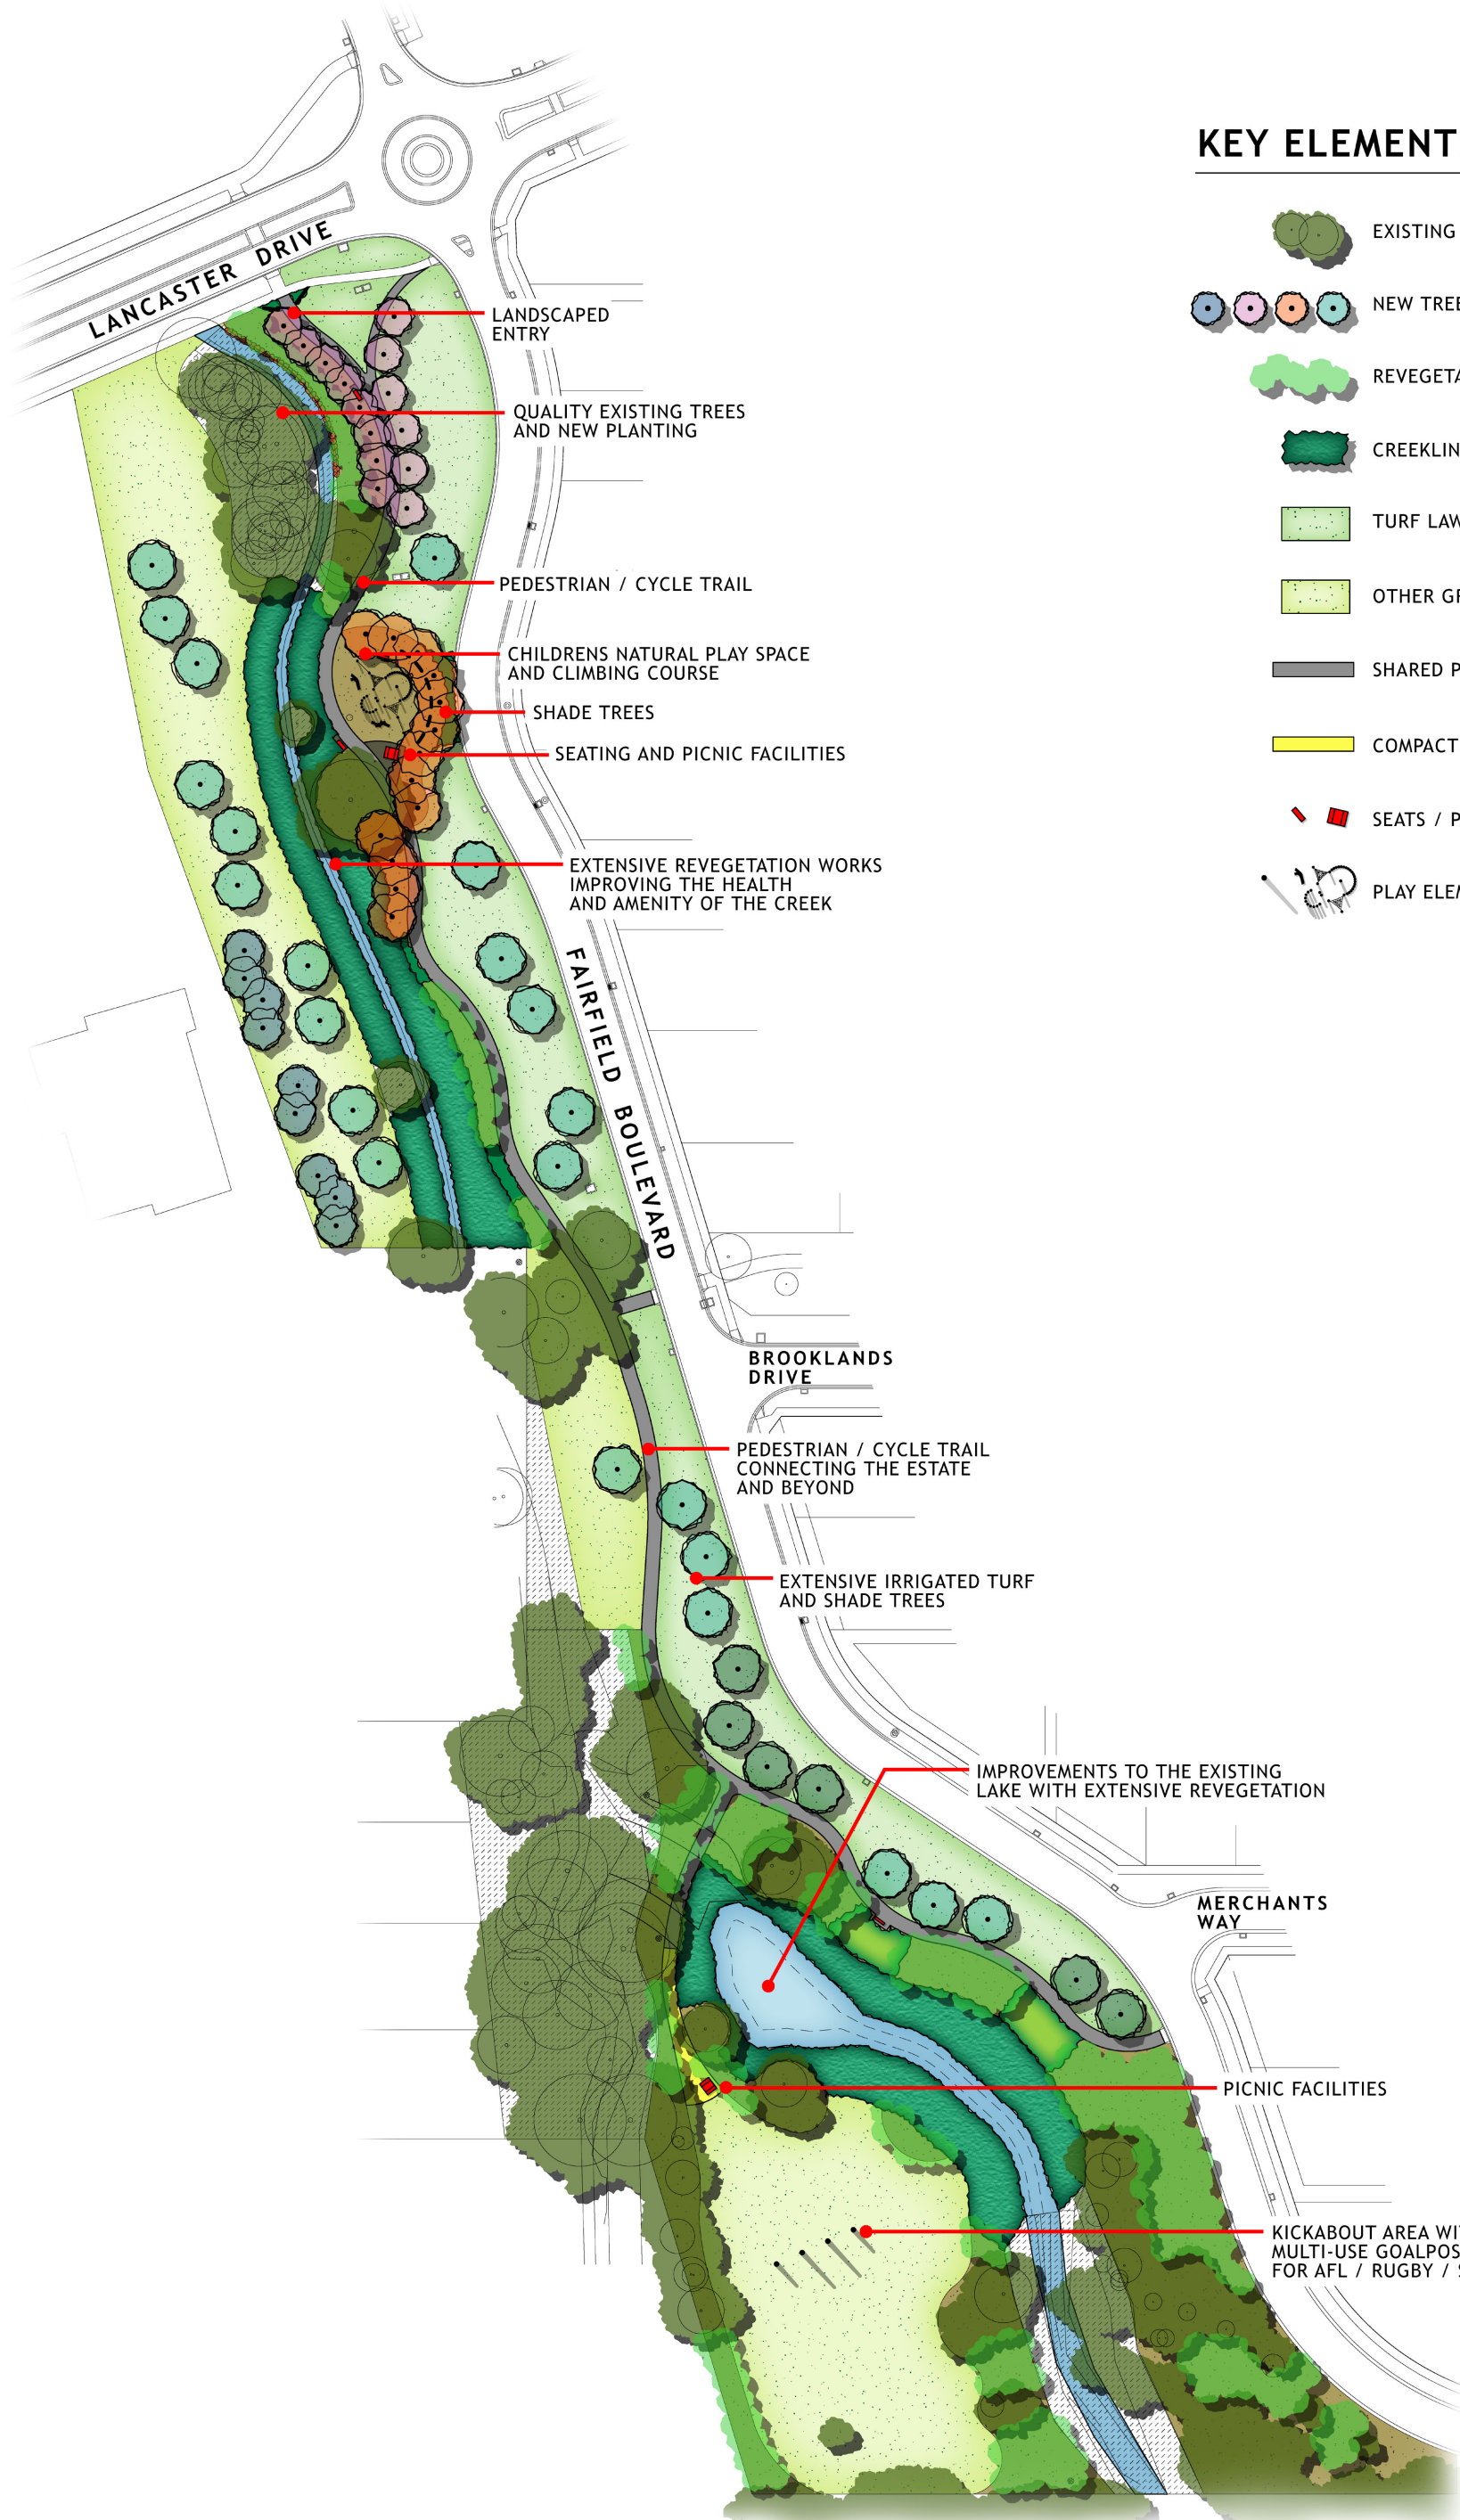 LANCASTER DRIVE
LANDSCAPED
ENTRY
QUALITY EXISTING TREES
AND NEW PLANTING
PEDESTRIAN / CYCLE TRAIL
CHILDRENS NATURAL PLAY SPACE
AND CLIMBING COURSE
SHADE TREES
SEATING AND PICNIC FACILITIES
EXTENSIVE REVEGETATION WORKS
IMPROVING THE HEALTH
AND AMENITY OF THE CREEK
FAIRFIELD BOULEVARD
BROOKLANDS
DRIVE
PEDESTRIAN / CYCLE TRAIL
CONNECTING THE ESTATE
AND BEYOND
EXTENSIVE IRRIGATED TURF
AND SHADE TREES
IMPROVEMENTS TO THE EXISTING
LAKE WITH EXTENSIVE REVEGETATION
MERCHANTS
WAY
PICNIC FACILITIES
KICKABOUT AREA WI
MULTI-USE GOALPOS
FOR AFL / RUGBY /
KEY ELEMENT
EXISTING
NEW TREE
REVEGETA
CREEKLIN
TURF LAW
OTHER GR
SHARED P
COMPACT
SEATS / P
PLAY ELEM